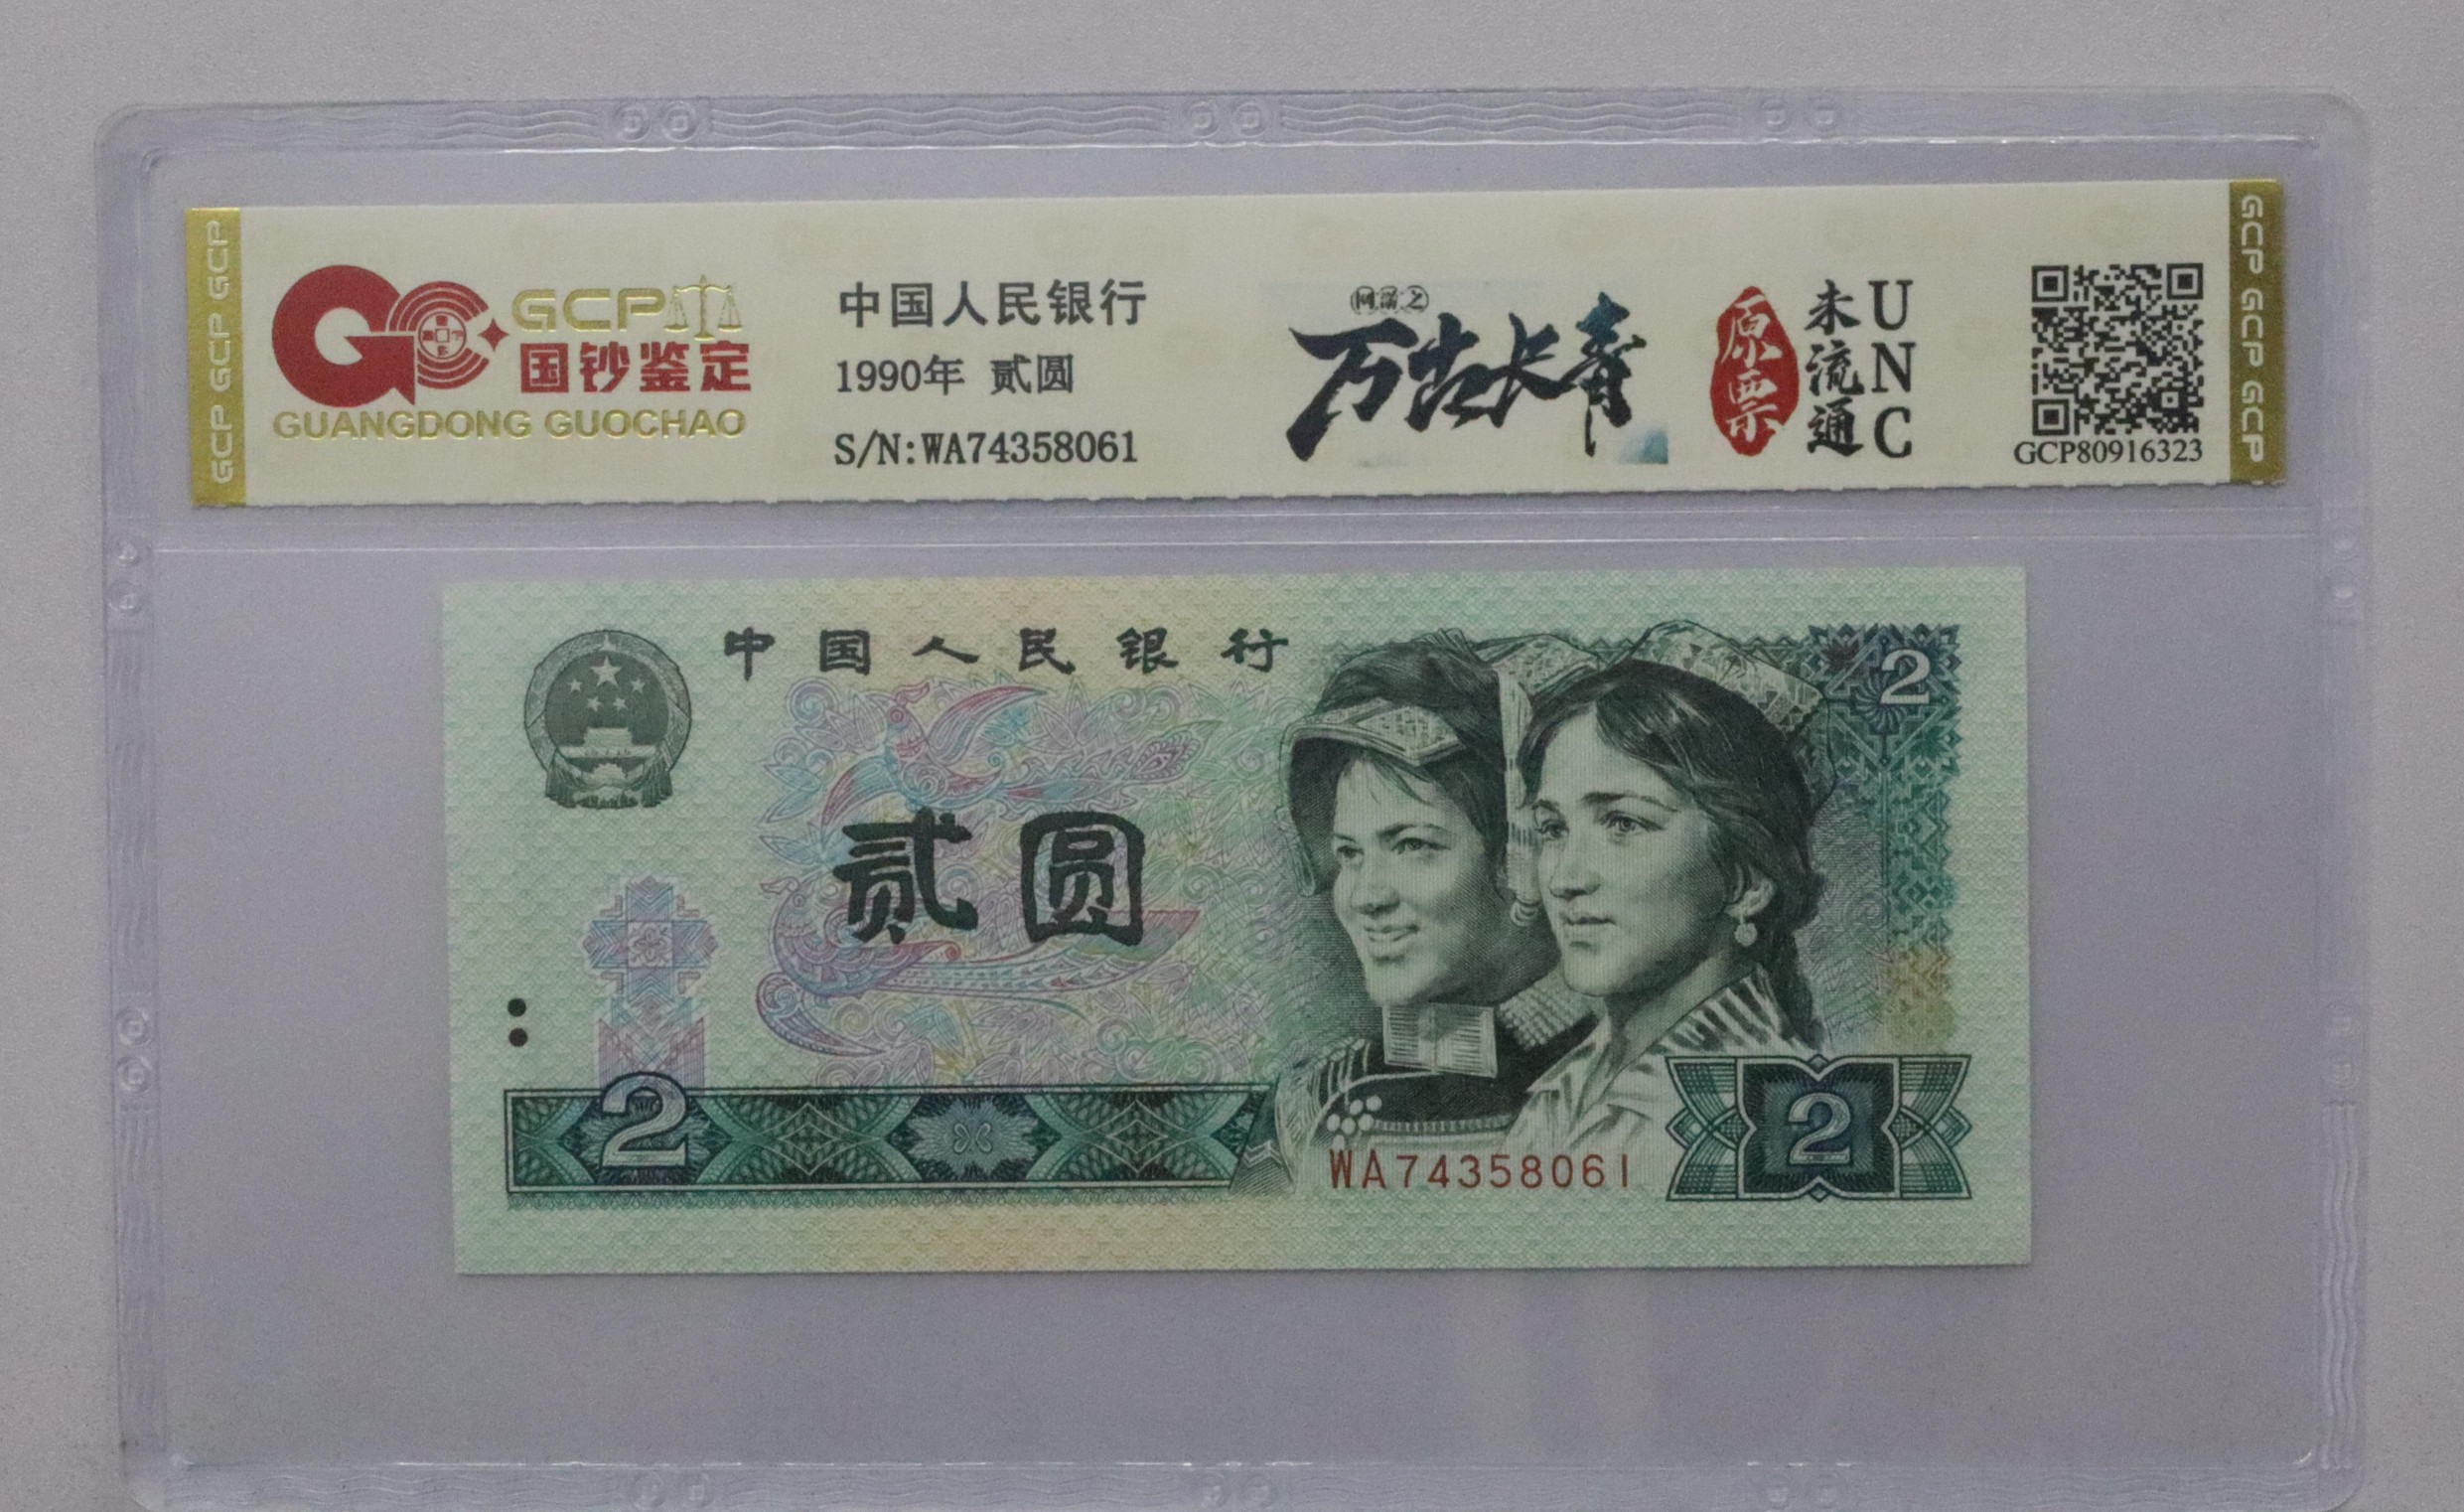 GCP GCP GCP
GCP
国钞鉴定
GUANGDONG GUOCHAO
中国人民银行
1990年 贰圆
S/N:WA74358061
万古长青
原票
未流通
UNC
GCP80916323
GCP GCP GCP
中国人民银行
2
贰圆
2
WA74358061
2